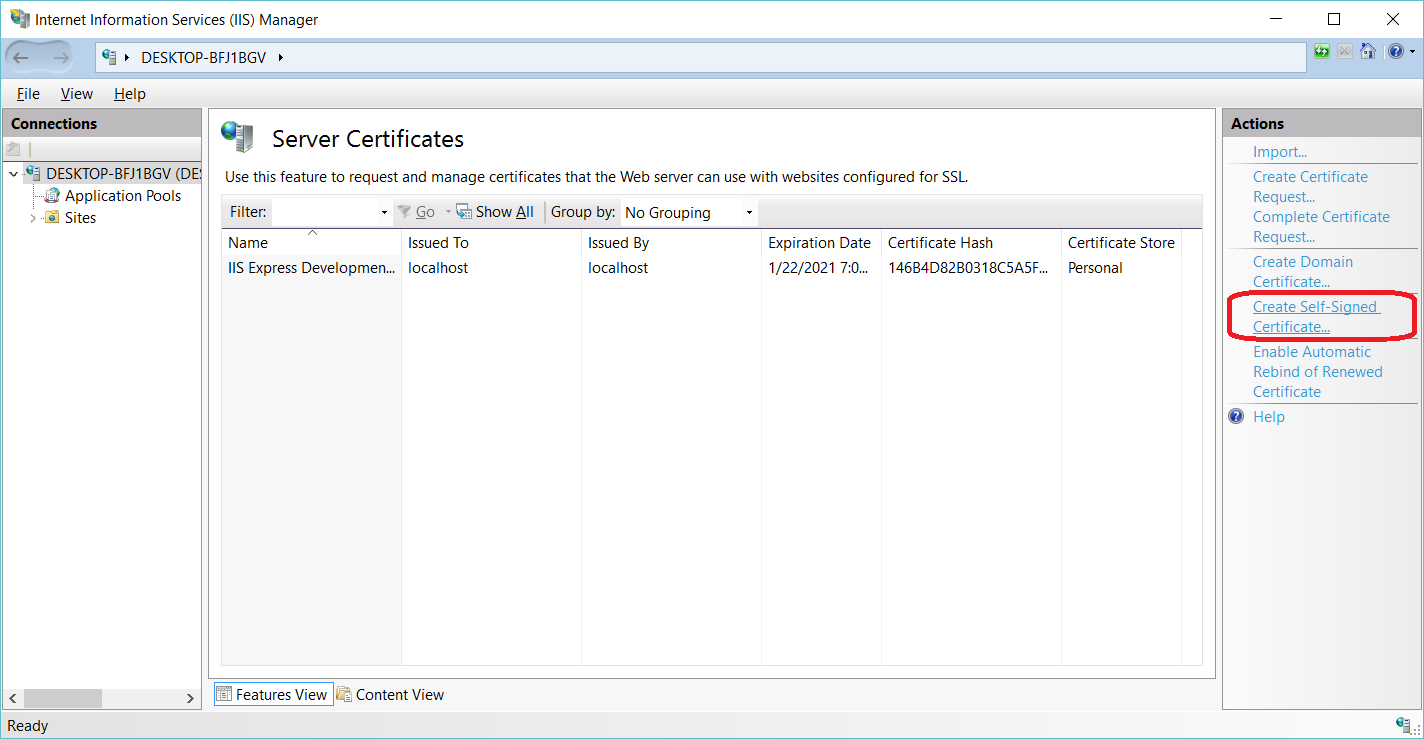 Internet Information Services (IIS) Manager
DESKTOP-BFJ1BGV
File View Help
Connections
DESKTOP-BFJ1BGV (DES
Application Pools
Sites
Server Certificates
Use this feature to request and manage certificates that the Web server can use with websites configured for SSL.
Filter: Go Show All Group by: No Grouping
Name Issued To Issued By Expiration Date Certificate Hash Certificate Store
IIS Express Developmen... localhost localhost 1/22/2021 7:0... 146B4D82B0318C5A5F... Personal
Features View Content View
Actions
Import...
Create Certificate
Request...
Complete Certificate
Request...
Create Domain
Certificate...
Create Self-Signed
Certificate...
Enable Automatic
Rebind of Renewed
Certificate
Help
Ready